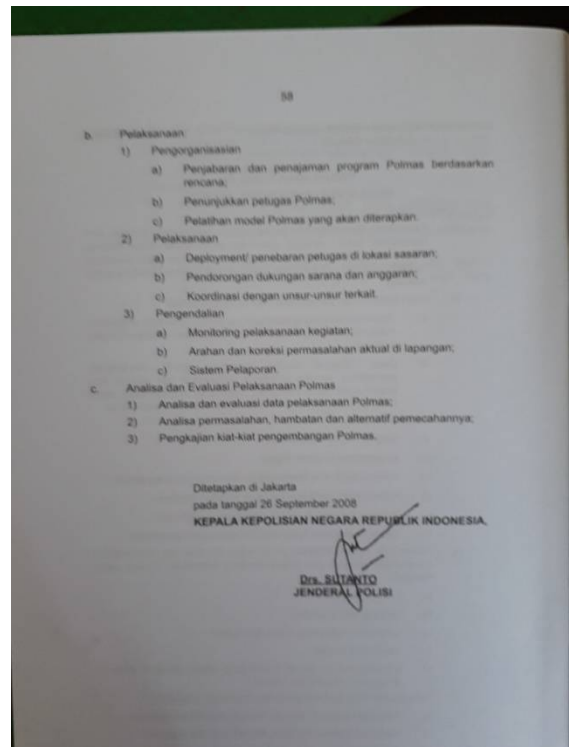 58
b. Pelaksanaan
1) Pengorganisasian
a) Penjabaran dan penajaman program Polmas berdasarkan
rencana;
b) Penunjukkan petugas Polmas;
c) Pelatihan model Polmas yang akan diterapkan.
2) Pelaksanaan
a) Deployment/ penebaran petugas di lokasi sasaran;
b) Pendorongan dukungan sarana dan anggaran;
c) Koordinasi dengan unsur-unsur terkait.
3) Pengendalian
a) Monitoring pelaksanaan kegiatan;
b) Arahan dan koreksi permasalahan aktual di lapangan;
c) Sistem Pelaporan.
c. Analisa dan Evaluasi Pelaksanaan Polmas
1) Analisa dan evaluasi data pelaksanaan Polmas;
2) Analisa permasalahan, hambatan dan alternatif pemecahannya;
3) Pengkajian kiat-kiat pengembangan Polmas.
Ditetapkan di Jakarta
pada tanggal 26 September 2008
KEPALA KEPOLISIAN NEGARA REPUBLIK INDONESIA,
Drs. SUTANTO
JENDERAL POLISI